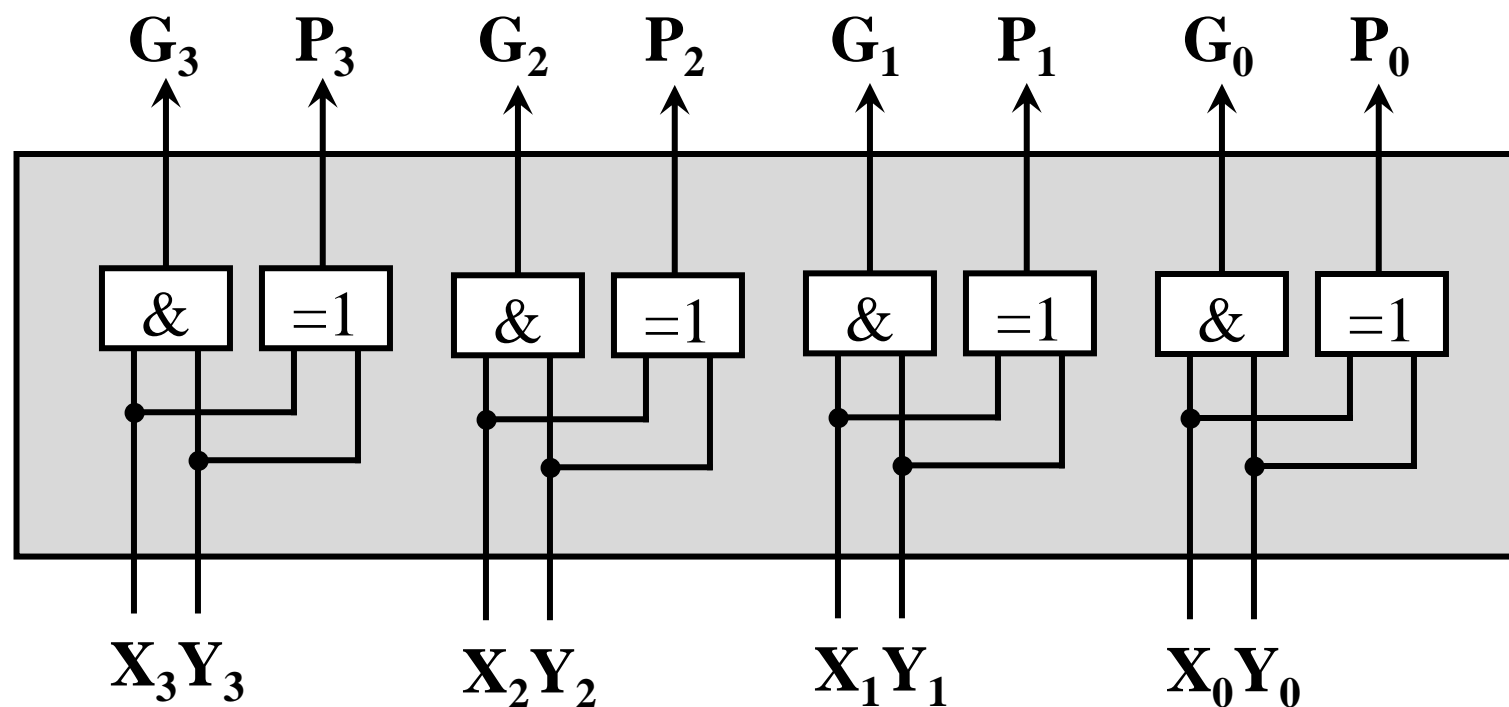 G₃ P₃ G₂ P₂ G₁ P₁ G₀ P₀
& =1 & =1 & =1 & =1
X₃Y₃ X₂Y₂ X₁Y₁ X₀Y₀